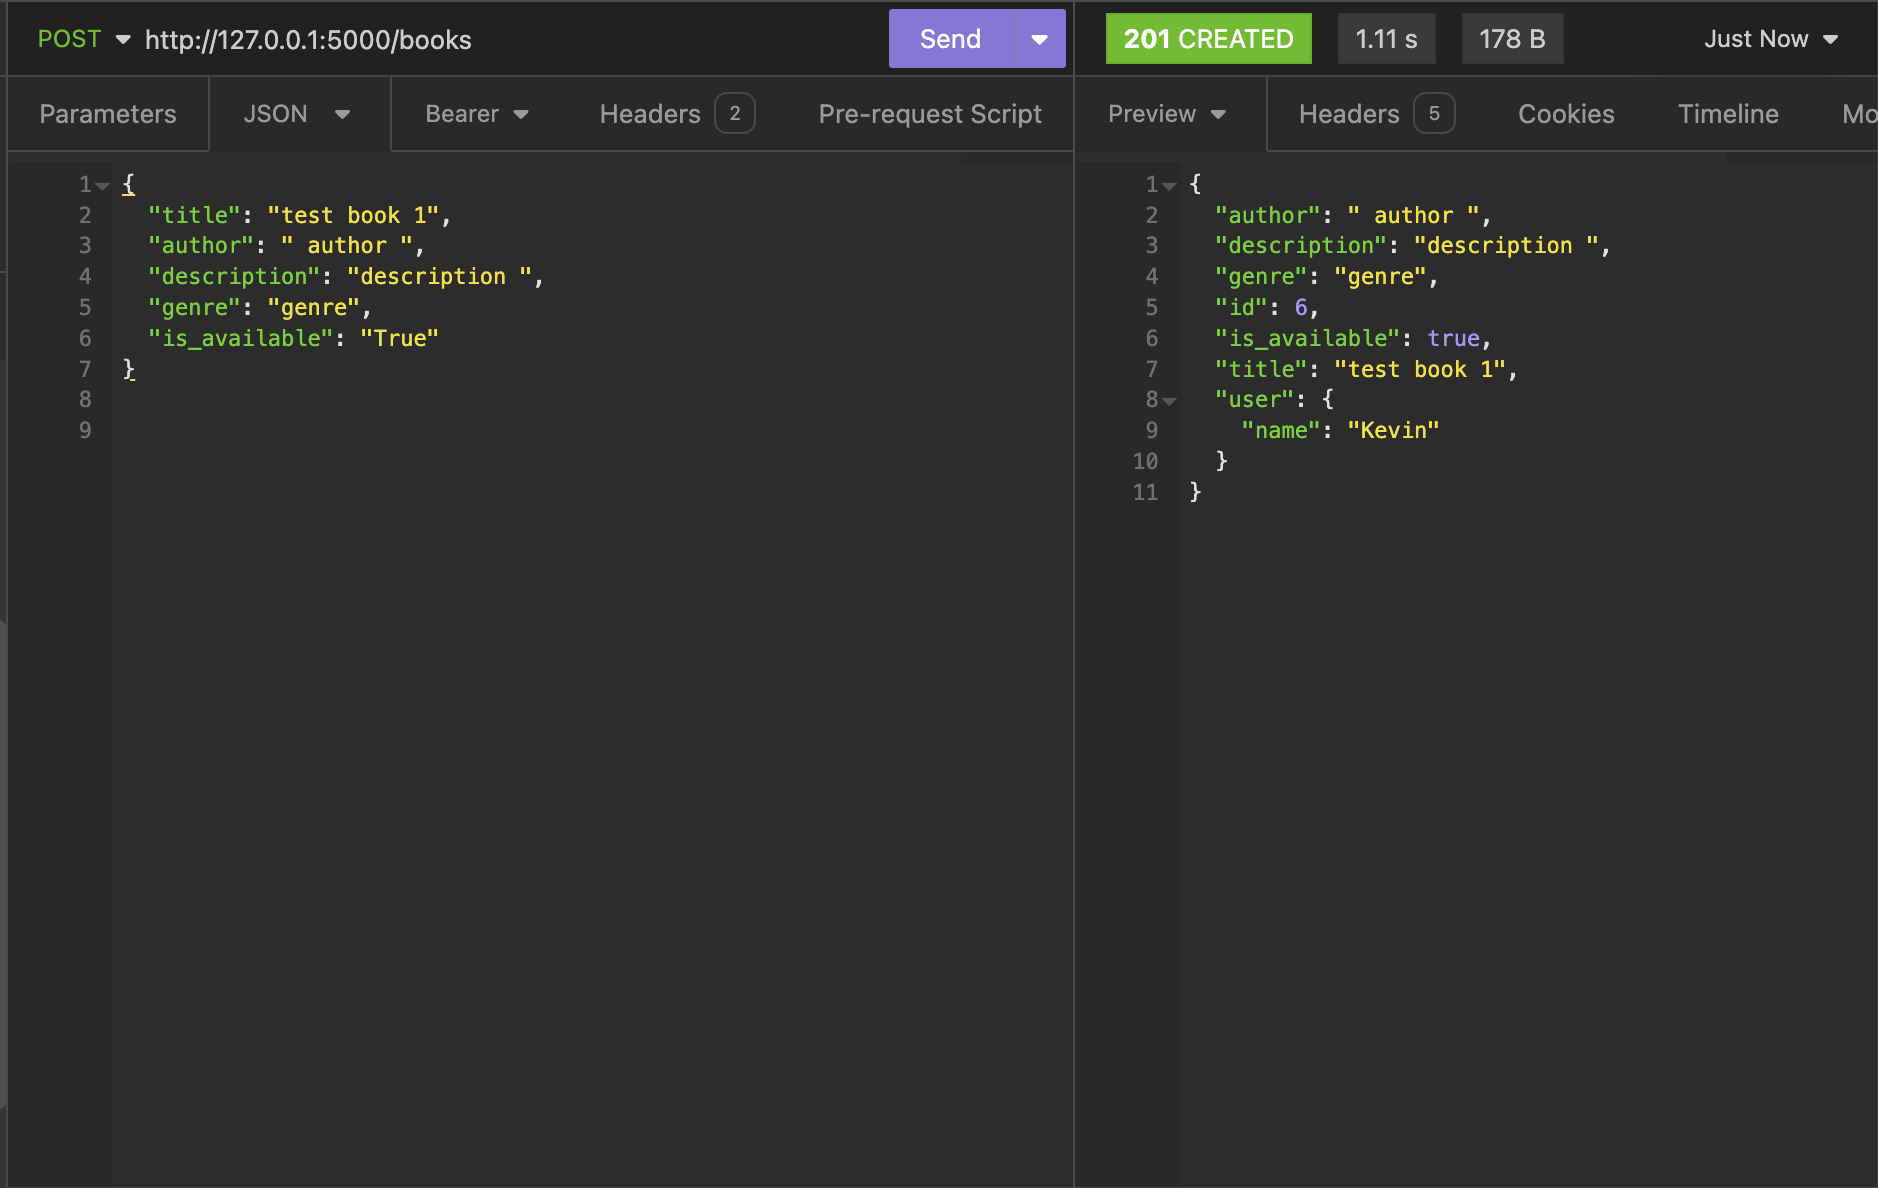 POST http://127.0.0.1:5000/books Send
Parameters JSON Bearer Headers 2 Pre-request Script
1 {
2 "title": "test book 1",
3 "author": " author ",
4 "description": "description ",
5 "genre": "genre",
6 "is_available": "True"
7 }
8
9
201 CREATED 1.11 s 178 B Just Now
Preview Headers 5 Cookies Timeline Mo
1 {
2 "author": " author ",
3 "description": "description ",
4 "genre": "genre",
5 "id": 6,
6 "is_available": true,
7 "title": "test book 1",
8 "user": {
9 "name": "Kevin"
10 }
11 }